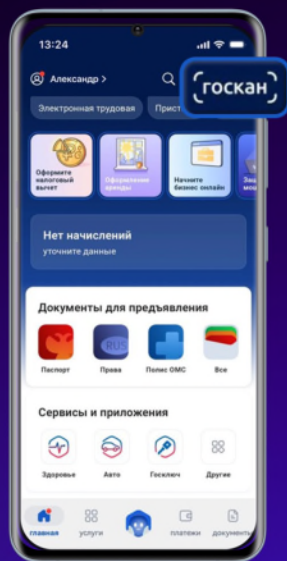 13:24
Александр >
госкан
Электронная трудовая
Прист
Оформите
налоговый
вычет
Оформление
аренды
Начните
бизнес онлайн
Нет начислений
уточните данные
Документы для предъявления
RUS
Паспорт
Права
Полис ОМС
Все
Сервисы и приложения
Здоровье
Авто
Госключ
Другие
главная
услуги
платежи
документы